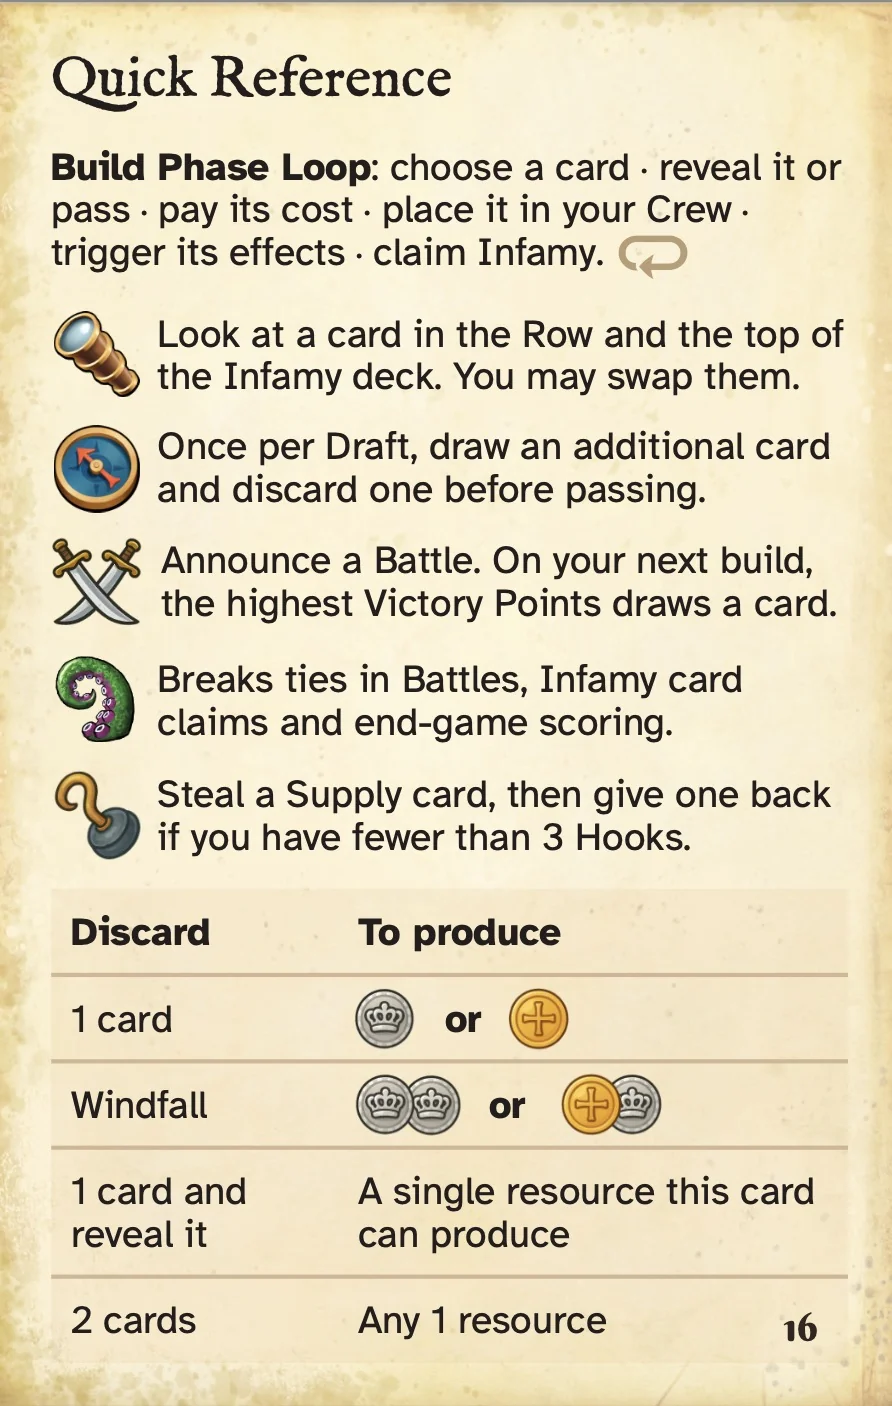 Quick Reference
Build Phase Loop: choose a card · reveal it or
pass · pay its cost · place it in your Crew ·
trigger its effects · claim Infamy.
Look at a card in the Row and the top of
the Infamy deck. You may swap them.
Once per Draft, draw an additional card
and discard one before passing.
Announce a Battle. On your next build,
the highest Victory Points draws a card.
Breaks ties in Battles, Infamy card
claims and end-game scoring.
Steal a Supply card, then give one back
if you have fewer than 3 Hooks.
Discard To produce
1 card or
Windfall or
1 card and A single resource this card
reveal it can produce
2 cards Any 1 resource
16